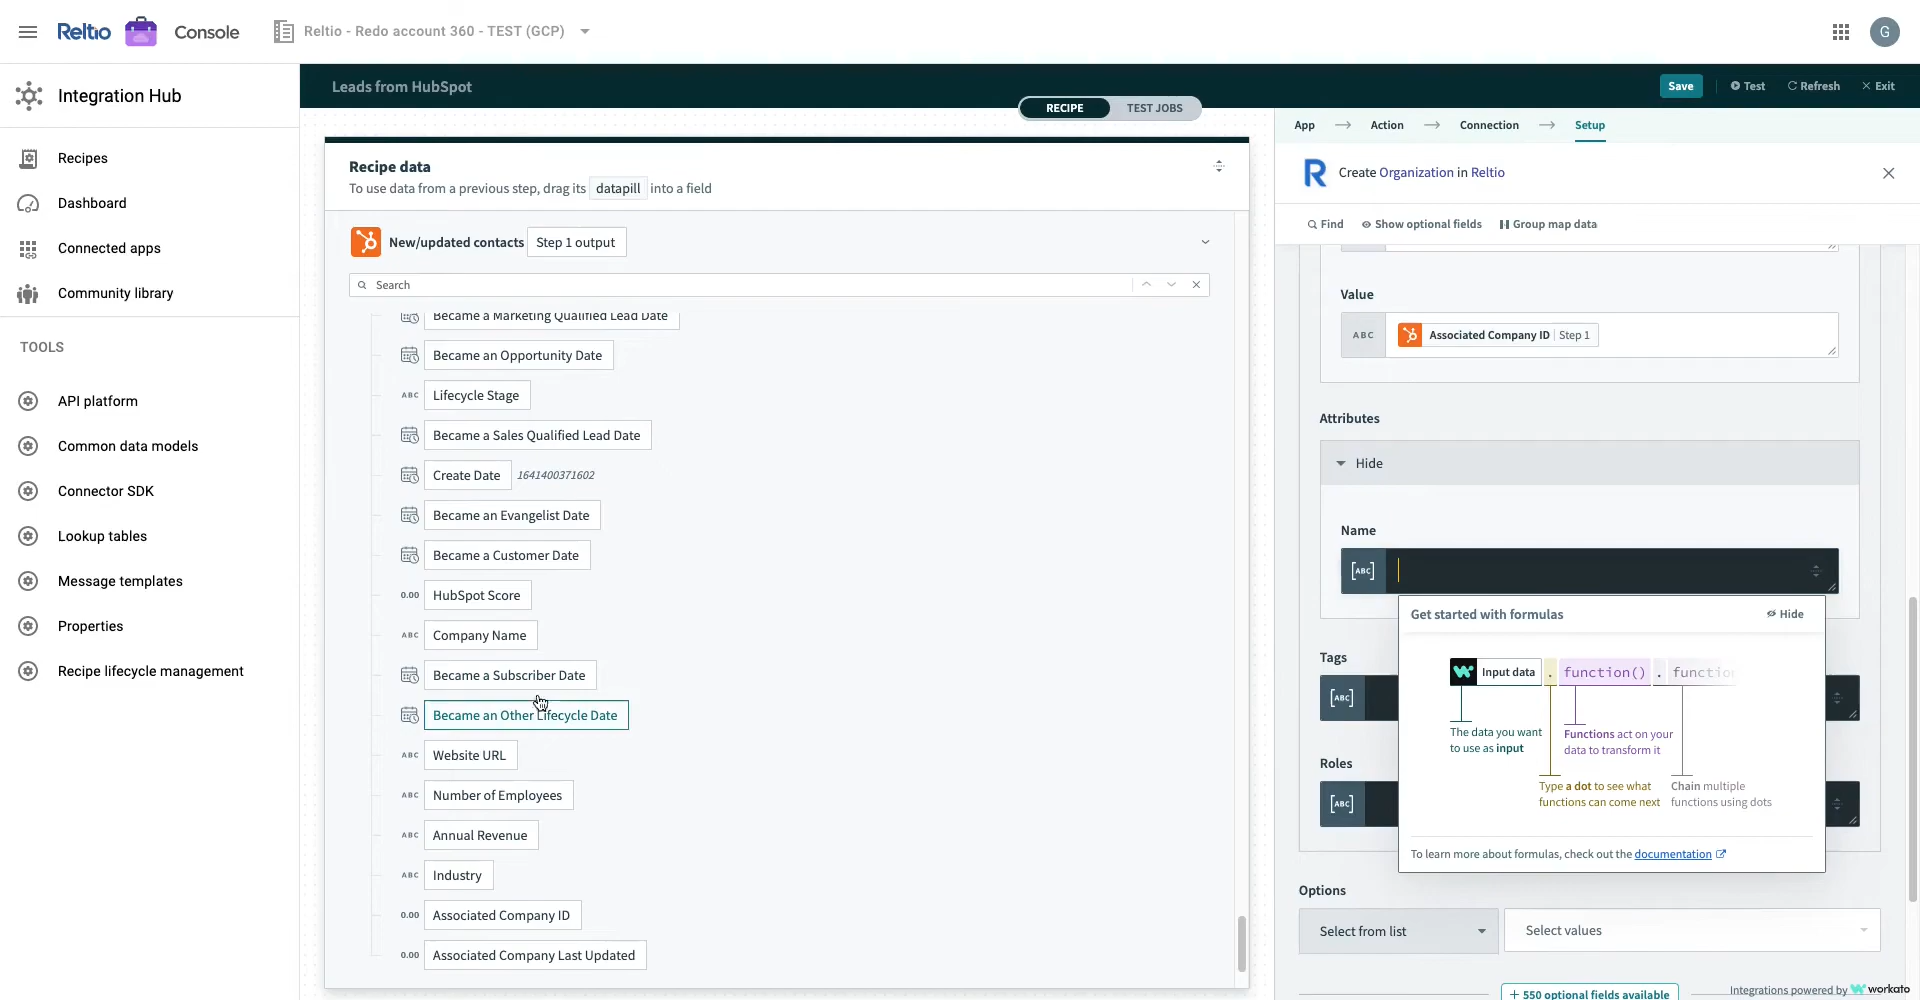 Reltio
Console
Reltio - Redo account 360 - TEST (GCP)
G
Integration Hub
Recipes
Dashboard
Connected apps
Community library
TOOLS
API platform
Common data models
Connector SDK
Lookup tables
Message templates
Properties
Recipe lifecycle management
Leads from HubSpot
Save
Test
Refresh
Exit
RECIPE
TEST JOBS
Recipe data
To use data from a previous step, drag its datapill into a field
New/updated contacts Step 1 output
Search
Became a Marketing Qualified Lead Date
Became an Opportunity Date
ABC Lifecycle Stage
Became a Sales Qualified Lead Date
Create Date 1641400371602
Became an Evangelist Date
Became a Customer Date
0.00 HubSpot Score
ABC Company Name
Became a Subscriber Date
Became an Other Lifecycle Date
ABC Website URL
ABC Number of Employees
ABC Annual Revenue
ABC Industry
0.00 Associated Company ID
0.00 Associated Company Last Updated
App
Action
Connection
Setup
R
Create Organization in Reltio
Find
Show optional fields
Group map data
Value
ABC Associated Company ID Step 1
Attributes
Hide
Name
[ABC]
Get started with formulas
Hide
Input data . function() . function
The data you want
to use as input
Functions act on your
data to transform it
Type a dot to see what
functions can come next
Chain multiple
functions using dots
To learn more about formulas, check out the documentation
Tags
[ABC]
Roles
[ABC]
Options
Select from list
Select values
+ 550 optional fields available
Integrations powered by workato